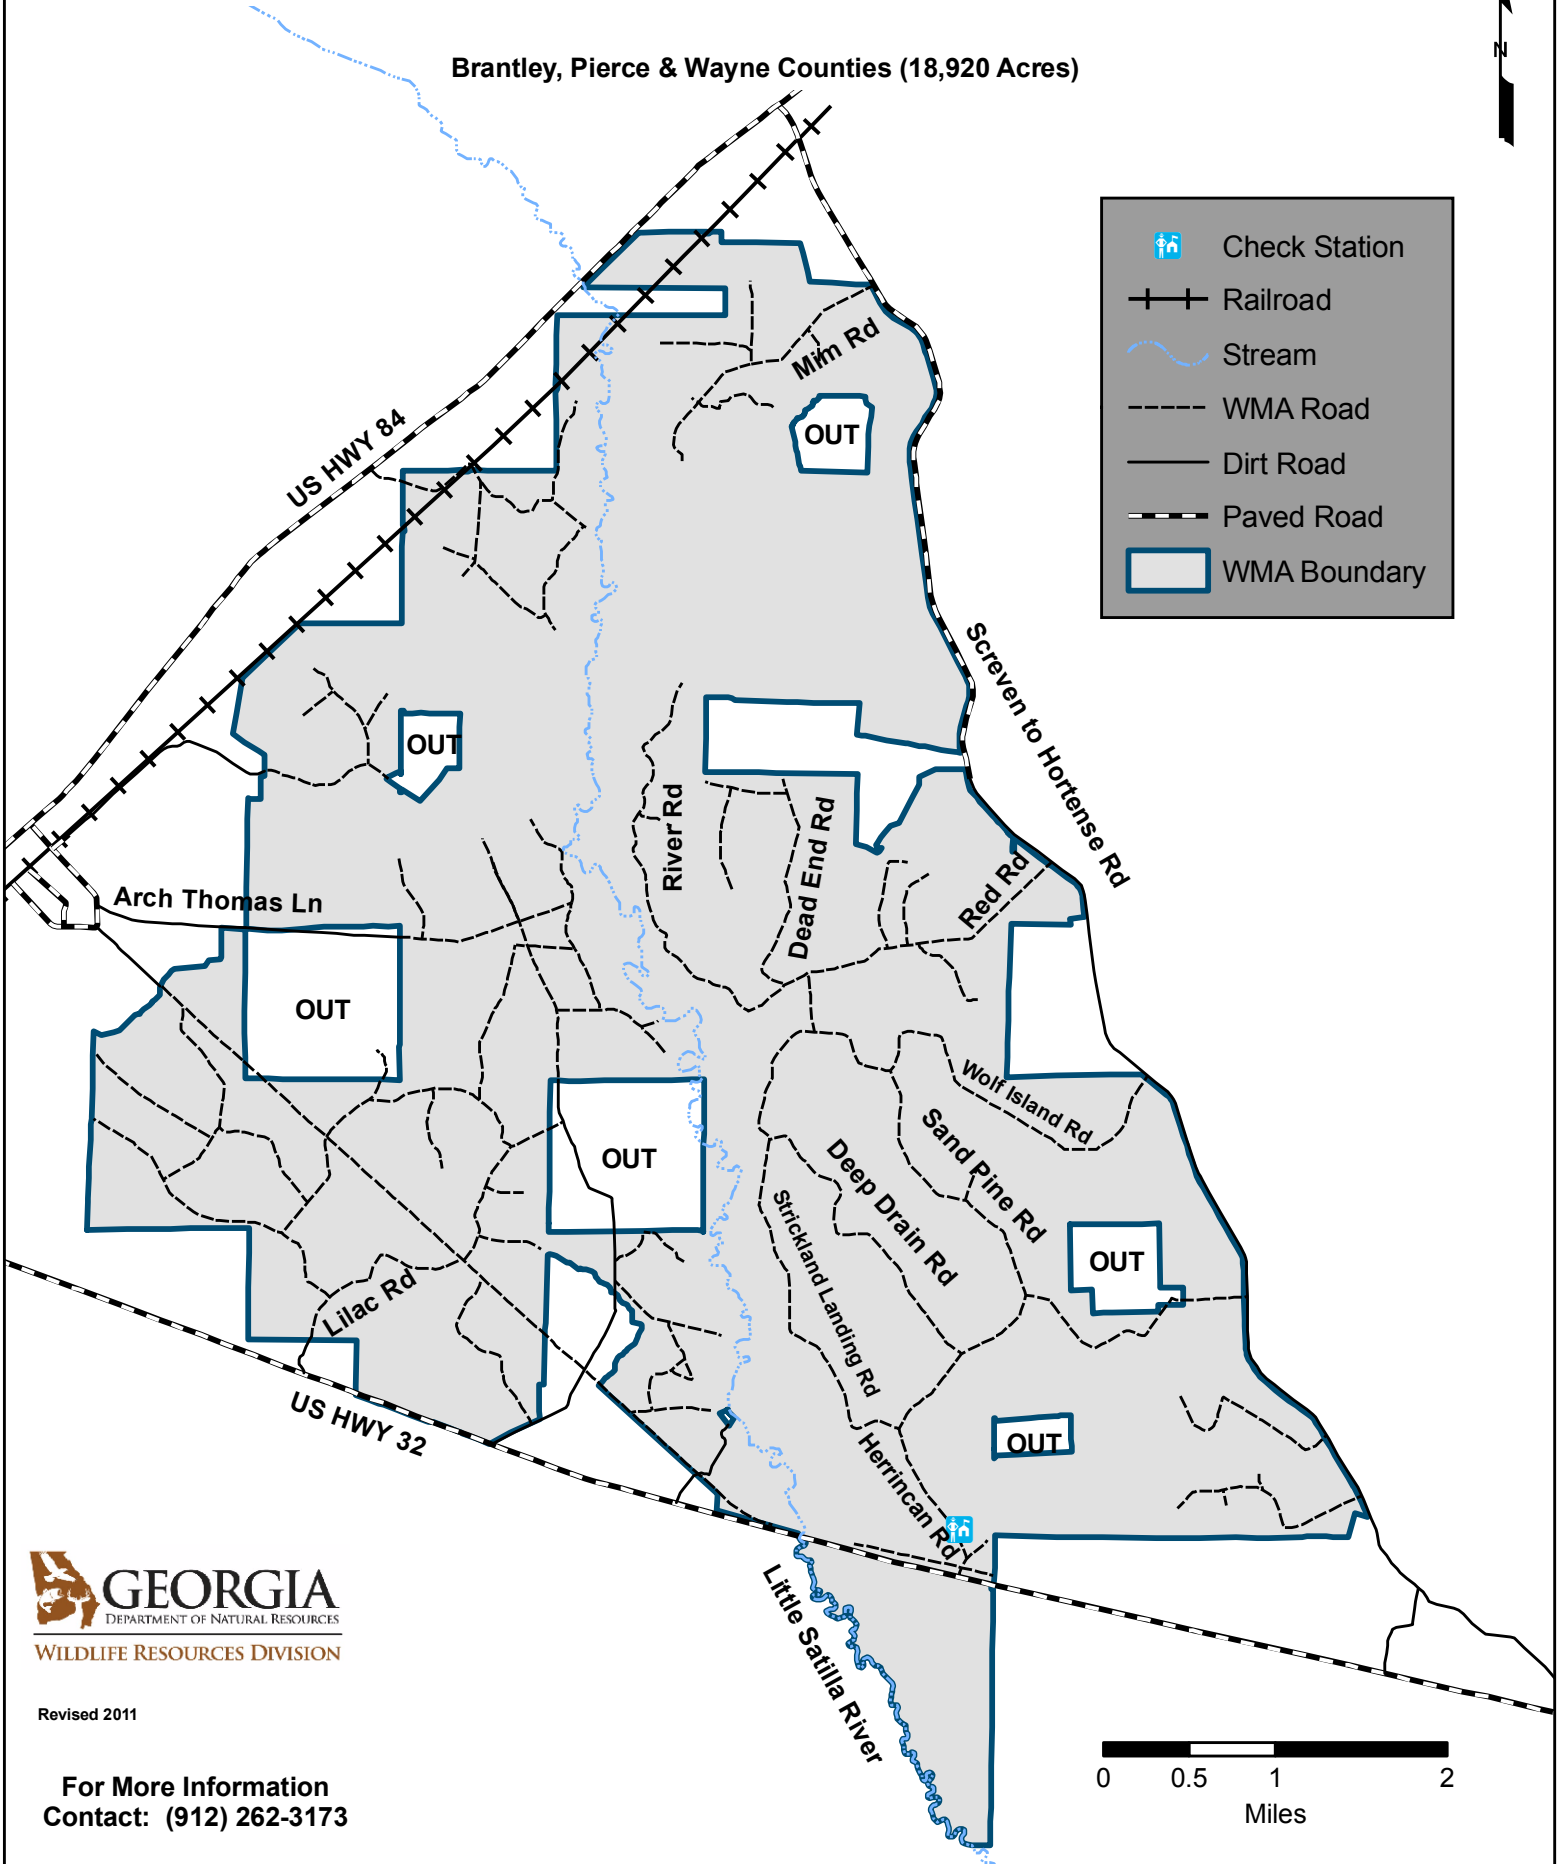 Brantley, Pierce & Wayne Counties (18,920 Acres)
N
Check Station
Railroad
Stream
WMA Road
Dirt Road
Paved Road
WMA Boundary
US HWY 84
Mim Rd
OUT
Screven to Hortense Rd
OUT
River Rd
Dead End Rd
Red Rd
Arch Thomas Ln
OUT
Wolf Island Rd
OUT
Sand Pine Rd
Deep Drain Rd
Strickland Landing Rd
OUT
Lilac Rd
US HWY 32
OUT
Herrincan Rd
Little Satilla River
GEORGIA
DEPARTMENT OF NATURAL RESOURCES
WILDLIFE RESOURCES DIVISION
Revised 2011
For More Information
Contact: (912) 262-3173
0 0.5 1 2
Miles